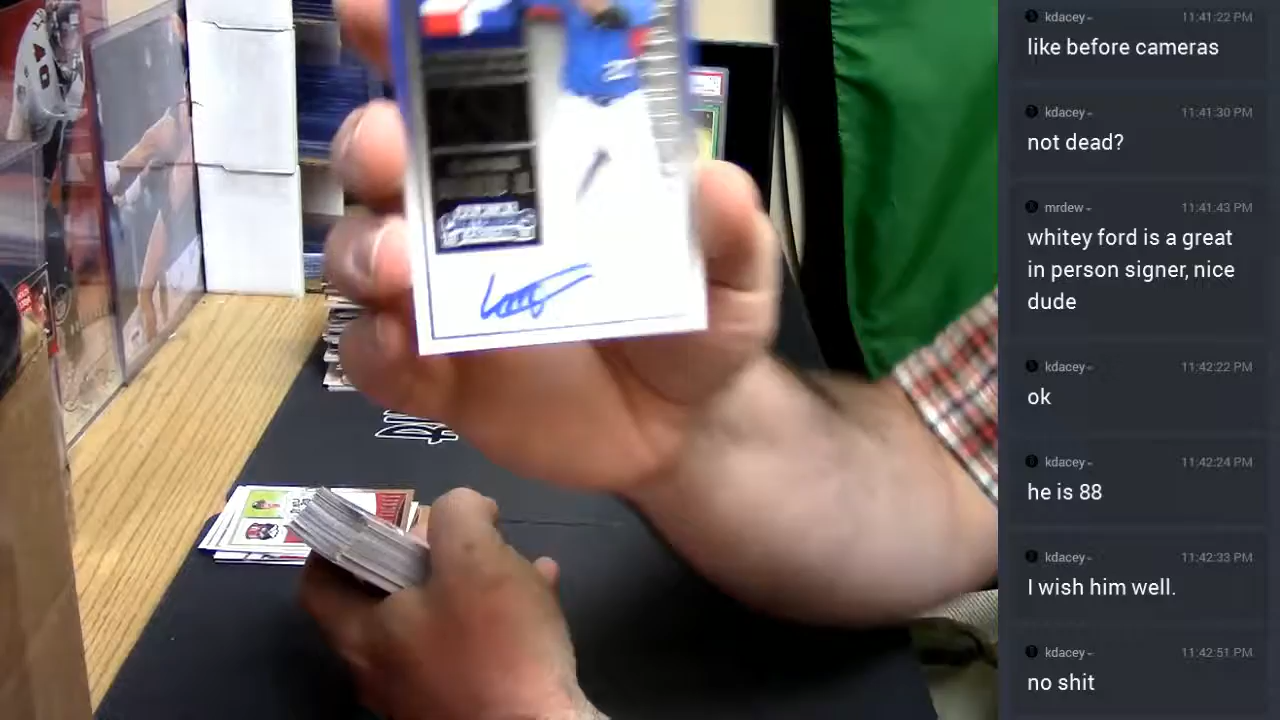 kdacey-
11:41:22 PM
like before cameras
kdacey-
11:41:30 PM
not dead?
mrdew-
11:41:43 PM
whitey ford is a great
in person signer, nice
dude
kdacey-
11:42:22 PM
ok
kdacey-
11:42:24 PM
he is 88
kdacey-
11:42:33 PM
I wish him well.
kdacey-
11:42:51 PM
no shit